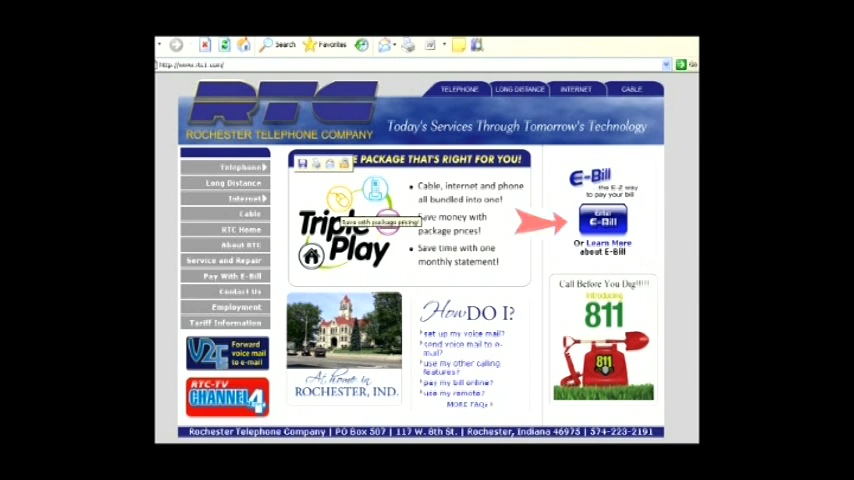 Search
Favorites
Go
RTC
ROCHESTER TELEPHONE COMPANY
TELEPHONE
LONG DISTANCE
INTERNET
CABLE
Today's Services Through Tomorrow's Technology
Telephone
Long Distance
Internet
Cable
RTC Home
About RTC
Service and Repair
Pay With E-Bill
Contact Us
Employment
Tariff Information
V2E
Forward
voice mail
to e-mail
RTC-TV
CHANNEL 4
PACKAGE THAT'S RIGHT FOR YOU!
Triple
Play
Save with package pricing!
• Cable, internet and phone
all bundled into one!
Save money with
package prices!
• Save time with one
monthly statement!
At home in
ROCHESTER, IND.
How DO I?
set up my voice mail?
send voice mail to e-
mail?
use my other calling
features?
pay my bill online?
use my remote?
MORE FAQs
E-Bill
the E-Z way
to pay your bill
Enter
E-Bill
Or Learn More
about E-Bill
Call Before You Dig!!!!!
Introducing
811
811
Rochester Telephone Company | PO Box 507 | 117 W. 8th St. | Rochester, Indiana 46975 | 574-223-2191